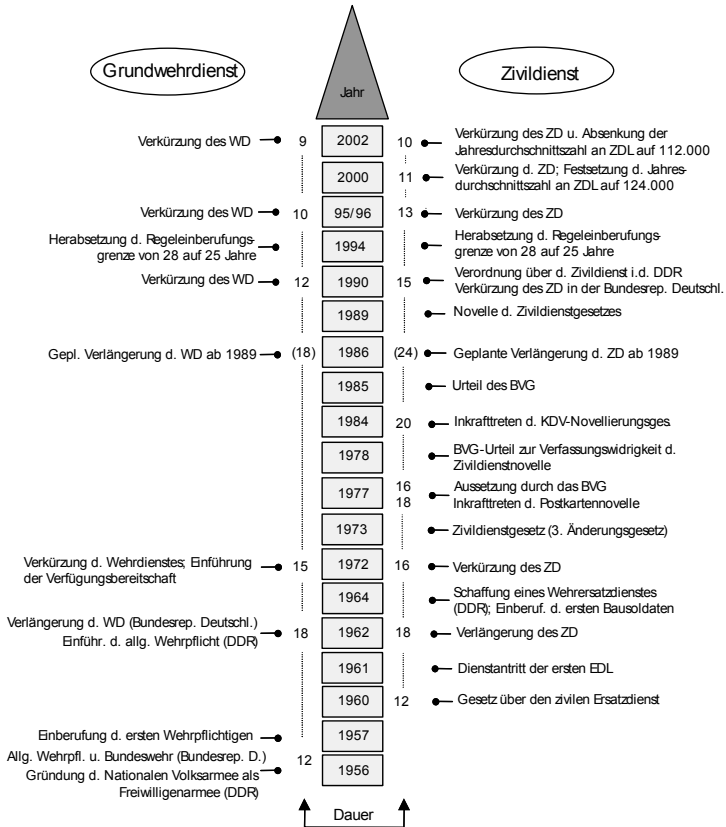 Grundwehrdienst
Zivildienst
Jahr
Verkürzung des WD 9 2002 10 Verkürzung des ZD u. Absenkung der
Jahresdurchschnittszahl an ZDL auf 112.000
2000 11 Verkürzung d. ZD; Festsetzung d. Jahres-
durchschnittszahl an ZDL auf 124.000
Verkürzung des WD 10 95/96 13 Verkürzung des ZD
Herabsetzung d. Regeleinberufungs-
grenze von 28 auf 25 Jahre
1994
Herabsetzung d. Regeleinberufungs-
grenze von 28 auf 25 Jahre
Verkürzung des WD 12 1990 15 Verordnung über d. Zivildienst i.d. DDR
Verkürzung des ZD in der Bundesrep. Deutschl.
1989 Novelle d. Zivildienstgesetzes
Gepl. Verlängerung d. WD ab 1989 (18) 1986 (24) Geplante Verlängerung d. ZD ab 1989
1985 Urteil des BVG
1984 20 Inkrafttreten d. KDV-Novellierungsges.
1978 BVG-Urteil zur Verfassungswidrigkeit d.
Zivildienstnovelle
1977 16 Aussetzung durch das BVG
18 Inkrafttreten d. Postkartennovelle
1973 Zivildienstgesetz (3. Änderungsgesetz)
Verkürzung d. Wehrdienstes; Einführung
der Verfügungsbereitschaft
15 1972 16 Verkürzung des ZD
1964 Schaffung eines Wehrersatzdienstes
(DDR); Einberuf. d. ersten Bausoldaten
Verlängerung d. WD (Bundesrep. Deutschl.)
Einführ. d. allg. Wehrpflicht (DDR)
18 1962 18 Verlängerung des ZD
1961 Dienstantritt der ersten EDL
1960 12 Gesetz über den zivilen Ersatzdienst
Einberufung d. ersten Wehrpflichtigen 1957
Allg. Wehrpfl. u. Bundeswehr (Bundesrep. D.) 12
Gründung d. Nationalen Volksarmee als
Freiwilligenarmee (DDR)
1956
Dauer